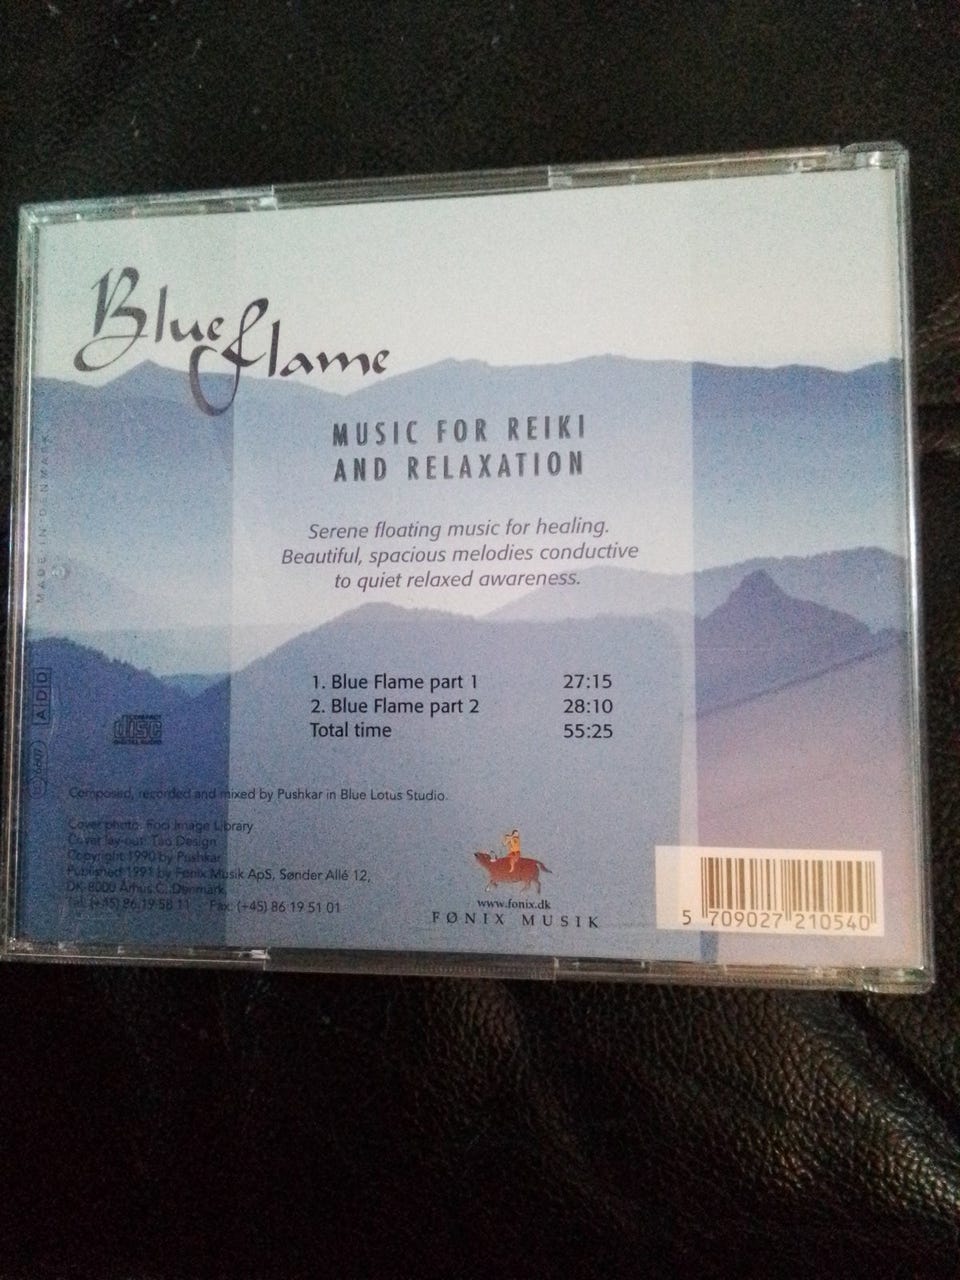 Blue Flame
MUSIC FOR REIKI
AND RELAXATION
Serene floating music for healing.
Beautiful, spacious melodies conductive
to quiet relaxed awareness.
1. Blue Flame part 1 27:15
2. Blue Flame part 2 28:10
Total time 55:25
MADE IN DENMARK
ADD
COMPACT
disc
DIGITAL AUDIO
Composed, recorded and mixed by Pushkar in Blue Lotus Studio.
Cover photo: Foci Image Library
Cover lay-out: Tao Design
Copyright 1990 by Pushkar
Published 1991 by Fønix Musik ApS, Sønder Allé 12,
DK-8000 Århus C, Denmark,
Tel: (+45) 86 19 58 11 - Fax: (+45) 86 19 51 01
www.fonix.dk
FØNIX MUSIK
5 709027 210540